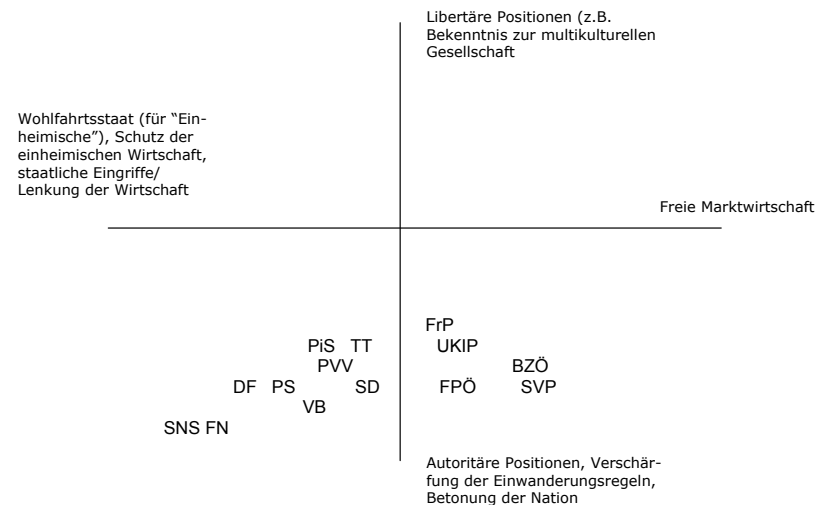 Libertäre Positionen (z.B.
Bekenntnis zur multikulturellen
Gesellschaft
Wohlfahrtsstaat (für “Ein-
heimische”), Schutz der
einheimischen Wirtschaft,
staatliche Eingriffe/
Lenkung der Wirtschaft
Freie Marktwirtschaft
FrP
PiS TT UKIP
PVV BZÖ
DF PS SD FPÖ SVP
VB
SNS FN
Autoritäre Positionen, Verschär-
fung der Einwanderungsregeln,
Betonung der Nation